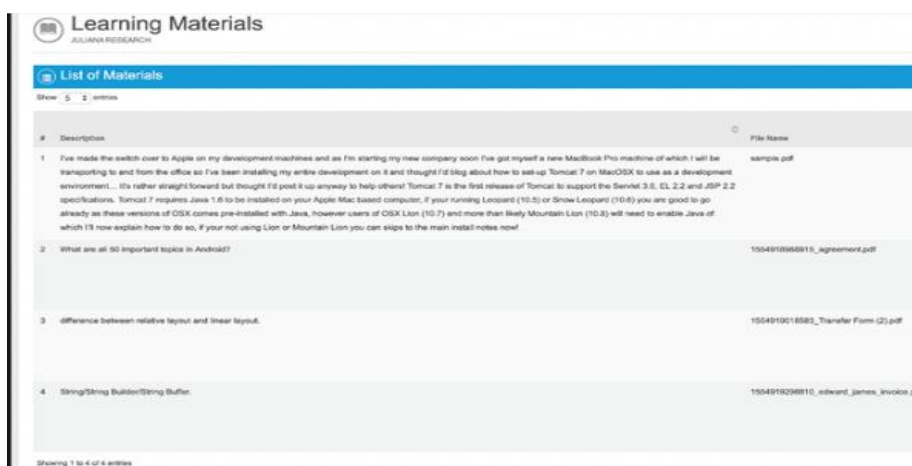 Learning Materials
JULIANA RESEARCH
List of Materials
Show 5 entries
# Description File Name
1 I've made the switch over to Apple on my development machines and as I'm starting my new company soon I've got myself a new MacBook Pro machine of which I will be sample.pdf
transporting to and from the office so I've been installing my entire development on it and thought I'd blog about how to set-up Tomcat 7 on MacOSX to use as a development
environment.... It's rather straight forward but thought I'd post it up anyway to help others! Tomcat 7 is the first release of Tomcat to support the Servlet 3.0, EL 2.2 and JSP 2.2
specifications. Tomcat 7 requires Java 1.6 to be installed on your Apple Mac based computer, if your running Leopard (10.5) or Snow Leopard (10.6) you are good to go
already as these versions of OSX comes pre-installed with Java, however users of OSX Lion (10.7) and more than likely Mountain Lion (10.8) will need to enable Java of
which I'll now explain how to do so, if your not using Lion or Mountain Lion you can skips to the main install notes now!
2 What are all 50 important topics in Android? 1554918968915_agreement.pdf
3 difference between relative layout and linear layout. 1554919018583_Transfer Form (2).pdf
4 String/String Builder/String Buffer. 1554919298810_edward_james_invoice.p
Showing 1 to 4 of 4 entries